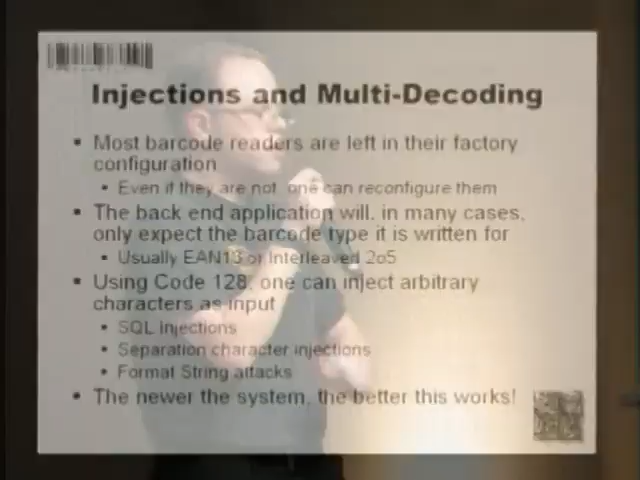 Injections and Multi-Decoding
▪ Most barcode readers are left in their factory
configuration
▪ Even if they are not, one can reconfigure them
▪ The back end application will, in many cases,
only expect the barcode type it is written for
▪ Usually EAN13 or Interleaved 2o5
▪ Using Code 128, one can inject arbitrary
characters as input
▪ SQL Injections
▪ Separation character injections
▪ Format String attacks
▪ The newer the system, the better this works!